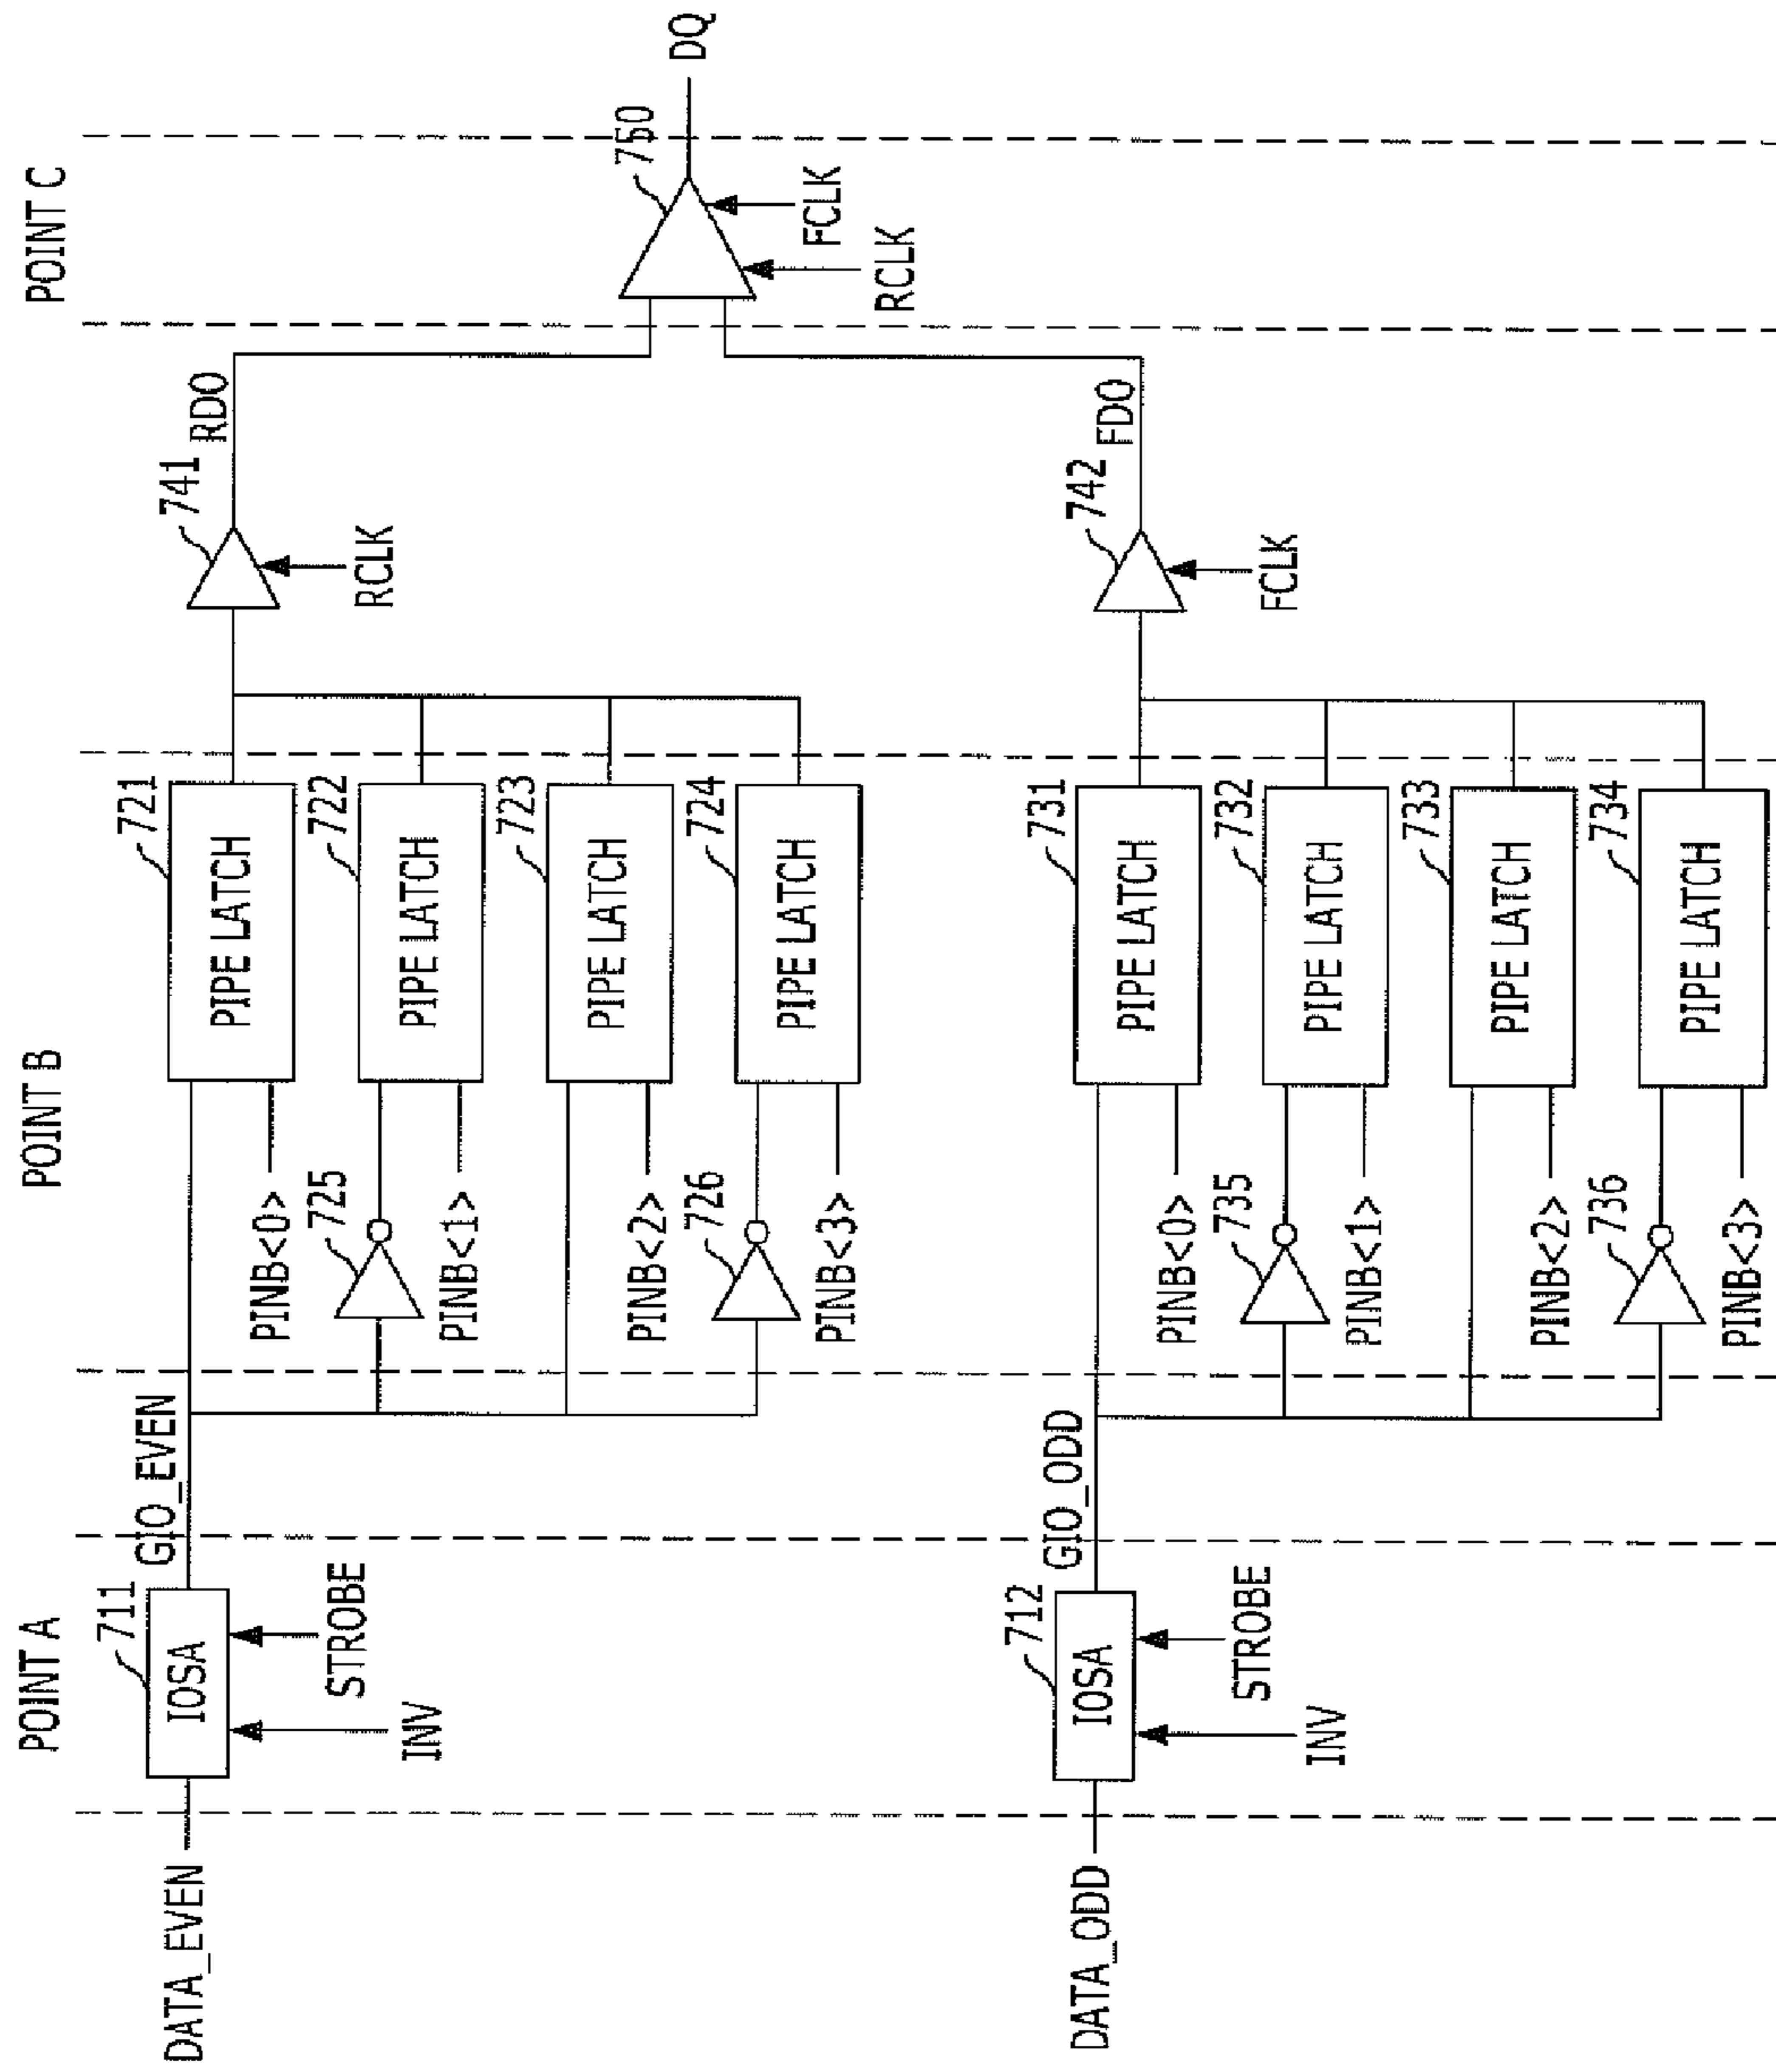 POINT A
POINT B
POINT C
DATA_EVEN
711
IOSA
INV
STROBE
GIO_EVEN
721
PIPE LATCH
PINB<0>
725
722
PIPE LATCH
PINB<1>
723
PIPE LATCH
PINB<2>
726
724
PIPE LATCH
PINB<3>
741
RDO
RCLK
750
DQ
FCLK
RCLK
DATA_ODD
712
IOSA
INV
STROBE
GIO_ODD
731
PIPE LATCH
PINB<0>
735
732
PIPE LATCH
PINB<1>
733
PIPE LATCH
PINB<2>
736
734
PIPE LATCH
PINB<3>
742
FDO
FCLK